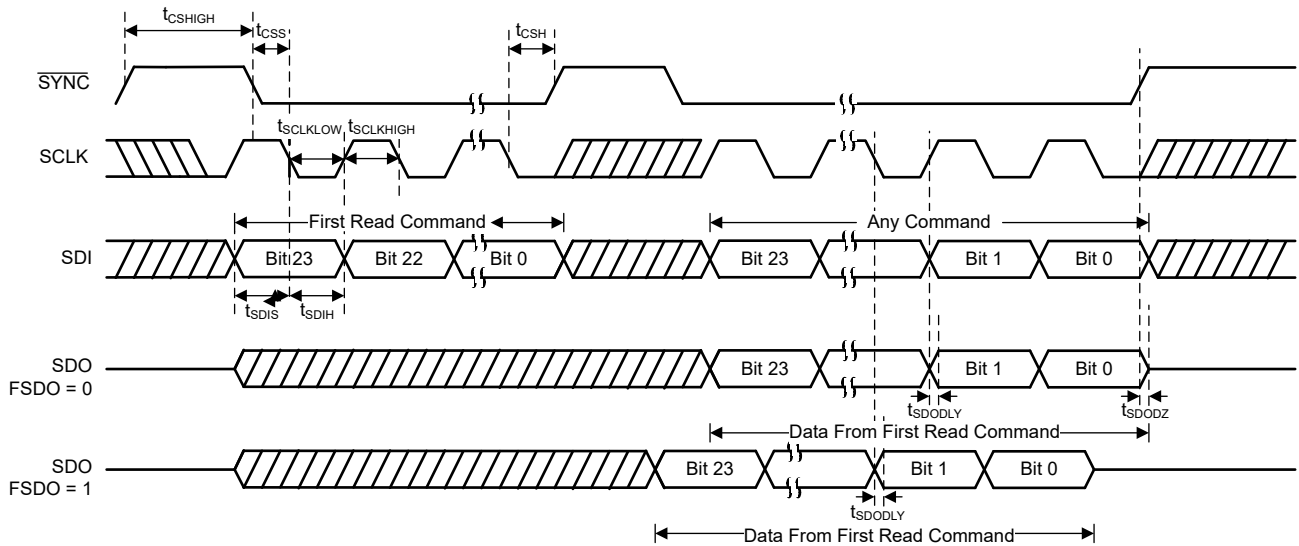 tCSHIGH
tCSS
tCSH
SYNC
tSCLKLOW
tSCLKHIGH
SCLK
First Read Command
Any Command
SDI
Bit 23
Bit 22
Bit 0
Bit 23
Bit 1
Bit 0
tSDIS
tSDIH
SDO
FSDO = 0
Bit 23
Bit 1
Bit 0
tSDODLY
tSDODZ
Data From First Read Command
SDO
FSDO = 1
Bit 23
Bit 1
Bit 0
tSDODLY
Data From First Read Command